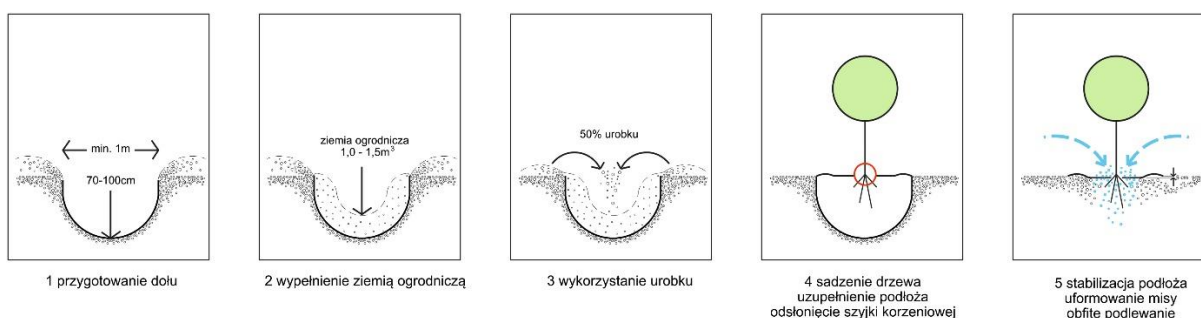 min. 1m
70-100cm
1 przygotowanie dołu
ziemia ogrodnicza
1,0 - 1,5m³
2 wypełnienie ziemią ogrodniczą
50% urobku
3 wykorzystanie urobku
4 sadzenie drzewa
uzupełnienie podłoża
odsłonięcie szyjki korzeniowej
5 stabilizacja podłoża
uformowanie misy
obfite podlewanie